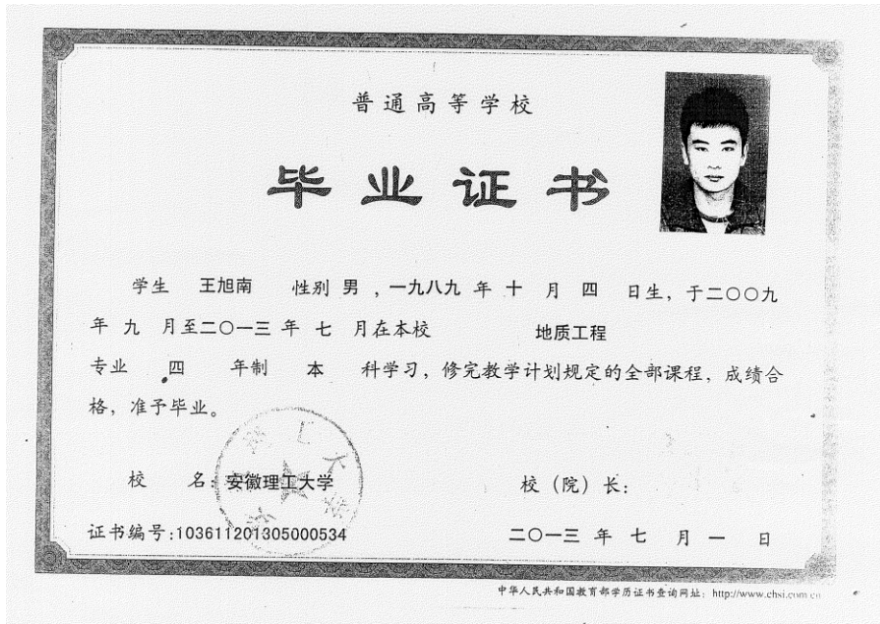 普通高等学校
毕业证书
学生 王旭南 性别 男 ，一九八九 年 十 月 四 日生，于二〇〇九
年 九 月至二〇一三 年 七 月在本校 地质工程
专业 四 年制 本 科学习，修完教学计划规定的全部课程，成绩合
格，准予毕业。
校 名：安徽理工大学 校（院）长：
证书编号:103611201305000534 二〇一三 年 七 月 一 日
中华人民共和国教育部学历证书查询网址：http://www.chsi.com.cn